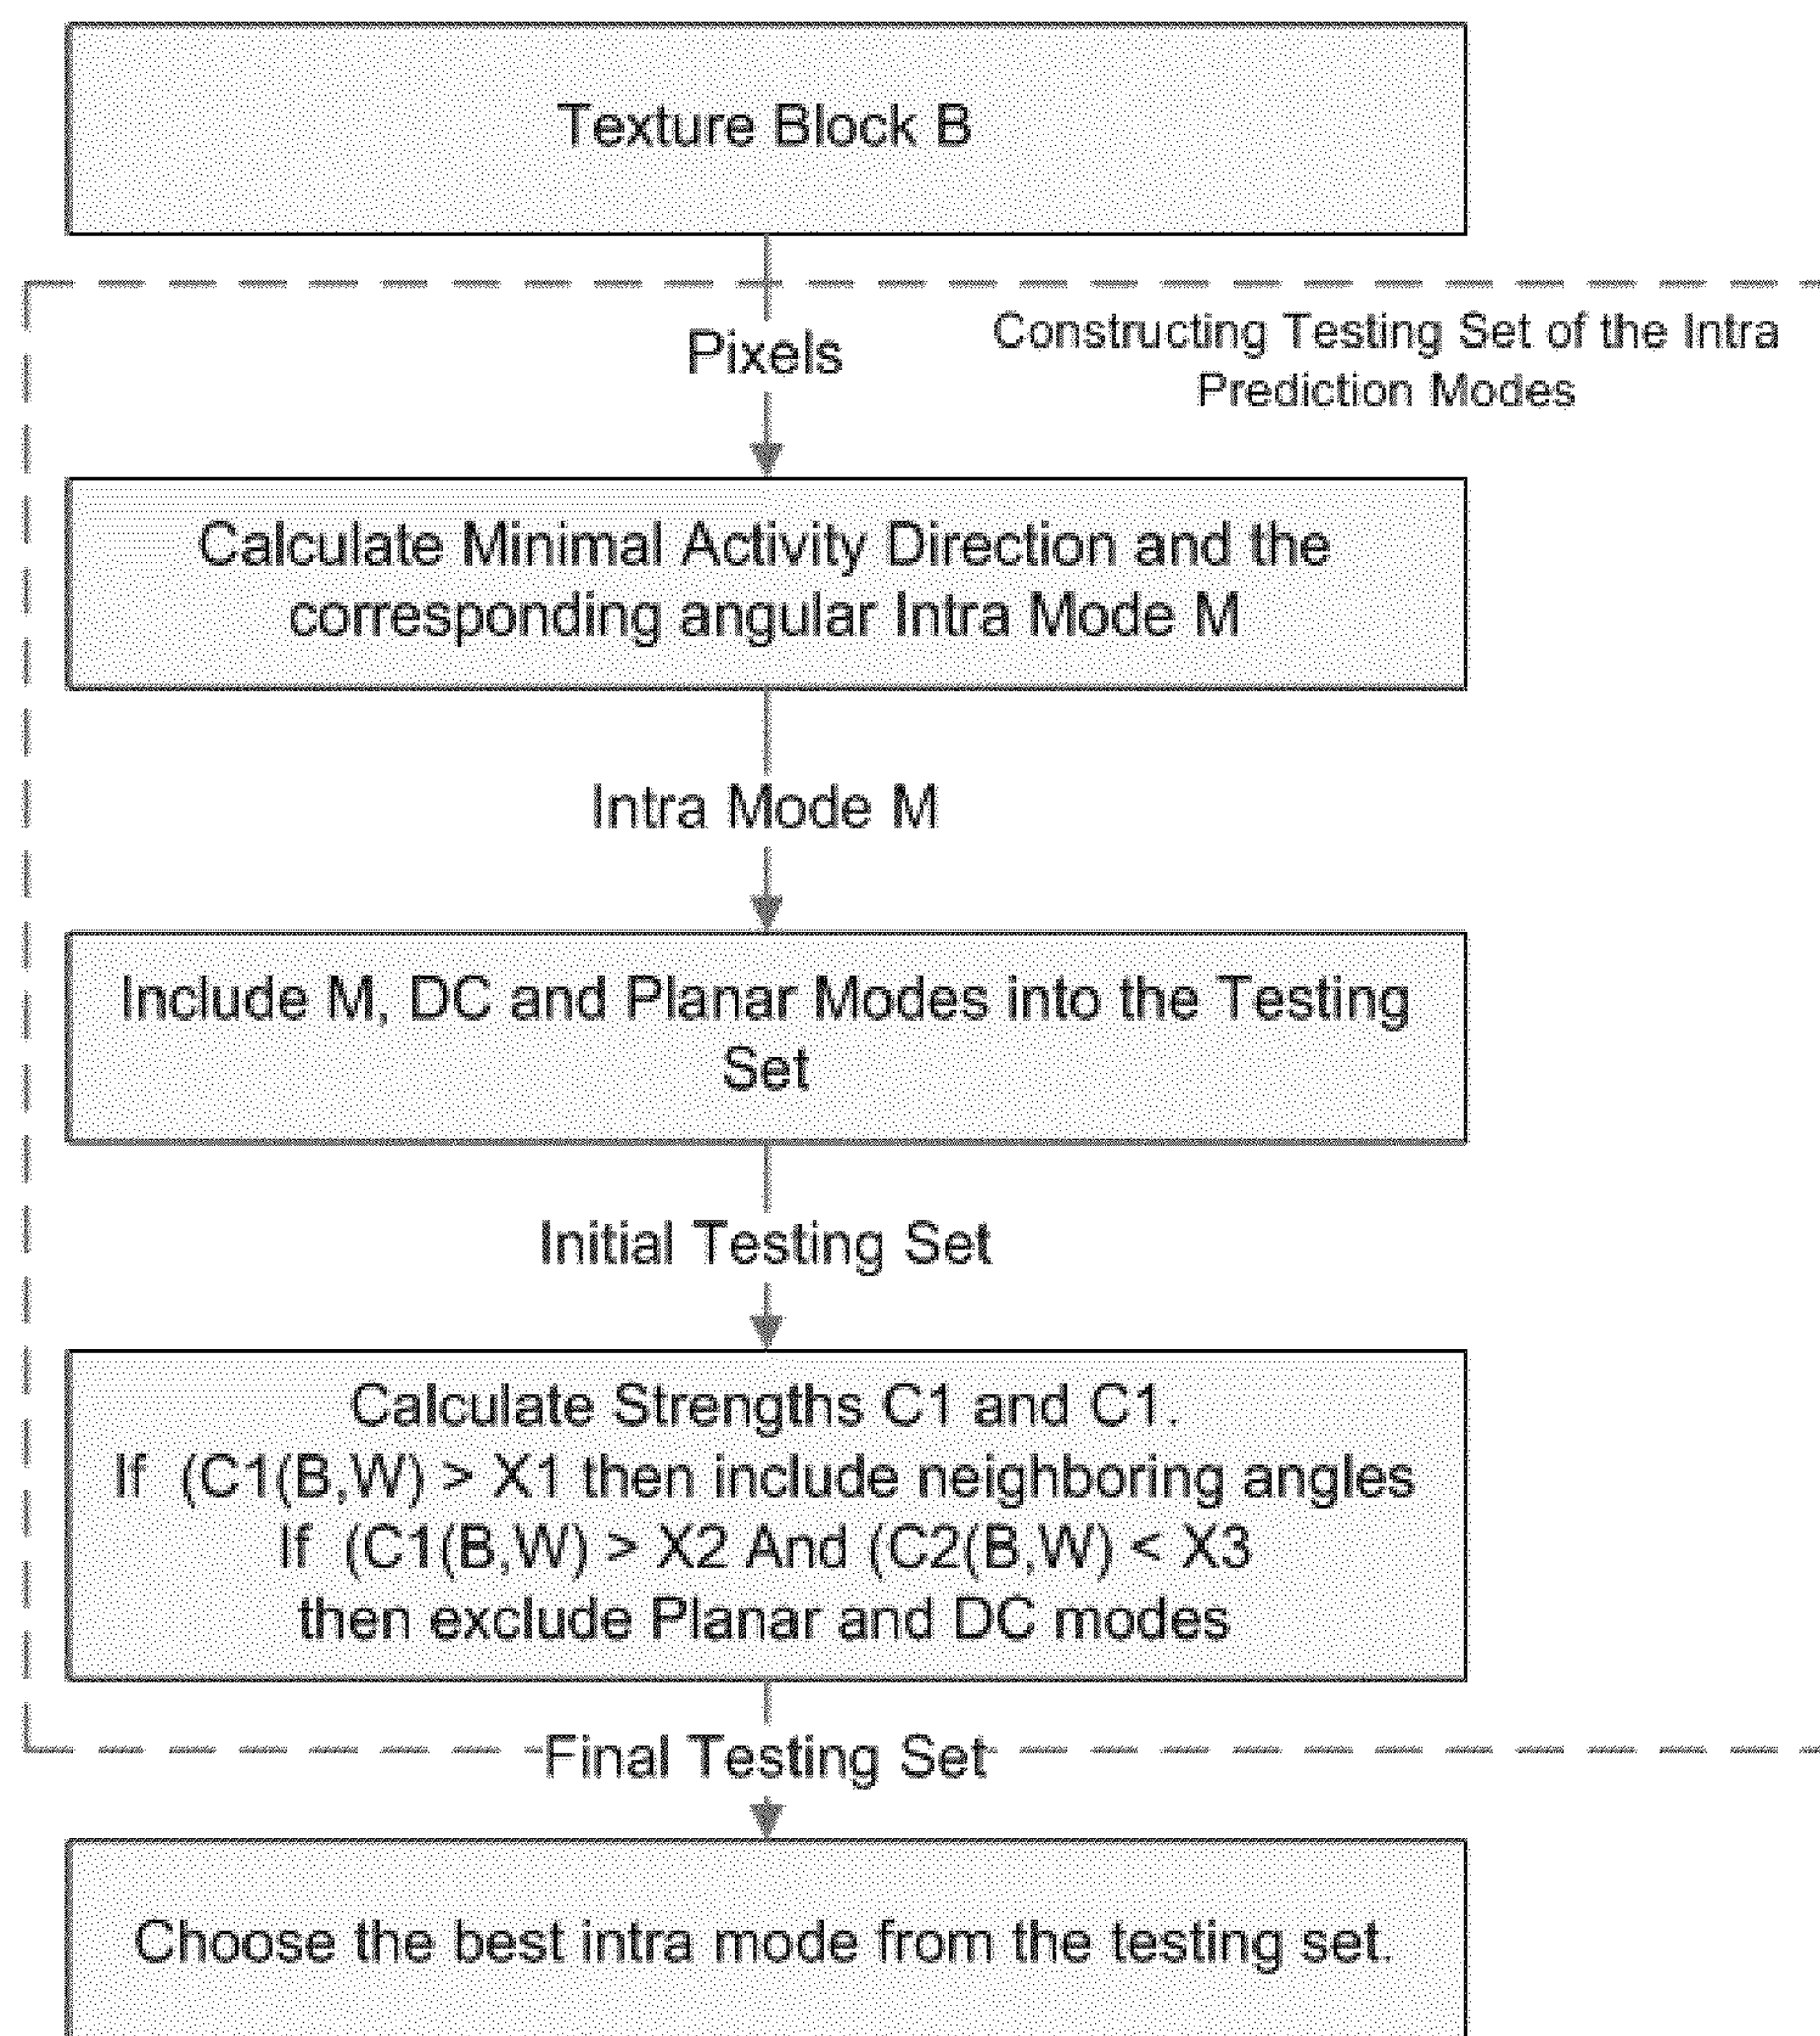 Texture Block B
Pixels
Constructing Testing Set of the Intra
Prediction Modes
Calculate Minimal Activity Direction and the
corresponding angular Intra Mode M
Intra Mode M
Include M, DC and Planar Modes into the Testing
Set
Initial Testing Set
Calculate Strengths C1 and C1.
If (C1(B,W) > X1 then include neighboring angles
If (C1(B,W) > X2 And (C2(B,W) < X3
then exclude Planar and DC modes
Final Testing Set
Choose the best intra mode from the testing set.